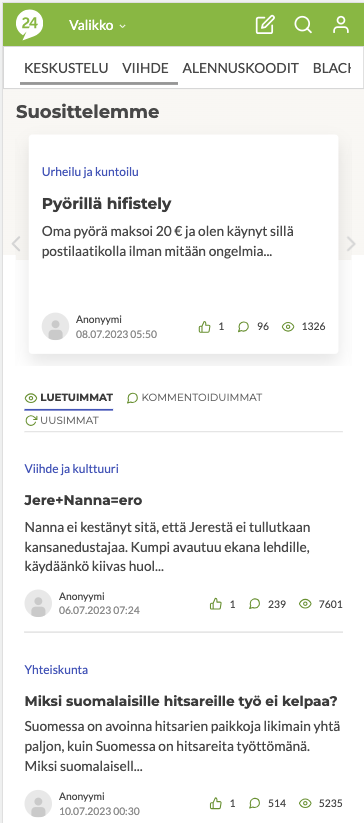 24 Valikko
KESKUSTELU VIIHDE ALENNUSKOODIT BLACK
Suosittelemme
Urheilu ja kuntoilu
Pyörillä hifistely
Oma pyörä maksoi 20 € ja olen käynyt sillä
postilaatikolla ilman mitään ongelmia...
Anonyymi
08.07.2023 05:50
1 96 1326
LUETUIMMAT KOMMENTOIDUIMMAT
UUSIMMAT
Viihde ja kulttuuri
Jere+Nanna=ero
Nanna ei kestänyt sitä, että Jerestä ei tullutkaan
kansanedustajaa. Kumpi avautuu ekana lehdille,
käydäänkö kiivas huol...
Anonyymi
06.07.2023 07:24
1 239 7601
Yhteiskunta
Miksi suomalaisille hitsareille työ ei kelpaa?
Suomessa on avoinna hitsarien paikkoja likimain yhtä
paljon, kuin Suomessa on hitsareita työttömänä.
Miksi suomalaisell...
Anonyymi
10.07.2023 00:30
1 514 5235